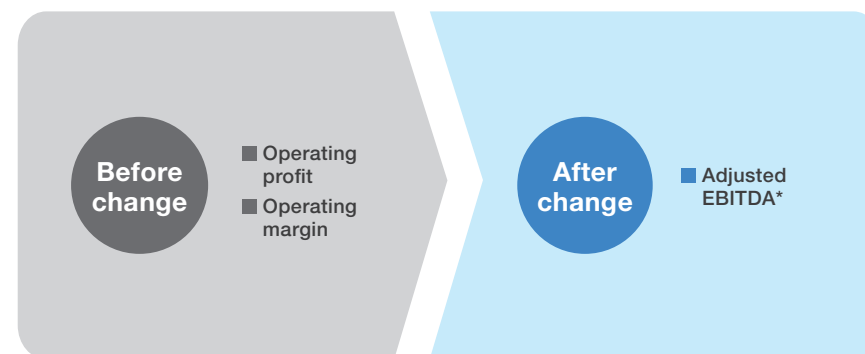 Before
change
Operating
profit
Operating
margin
After
change
Adjusted
EBITDA*